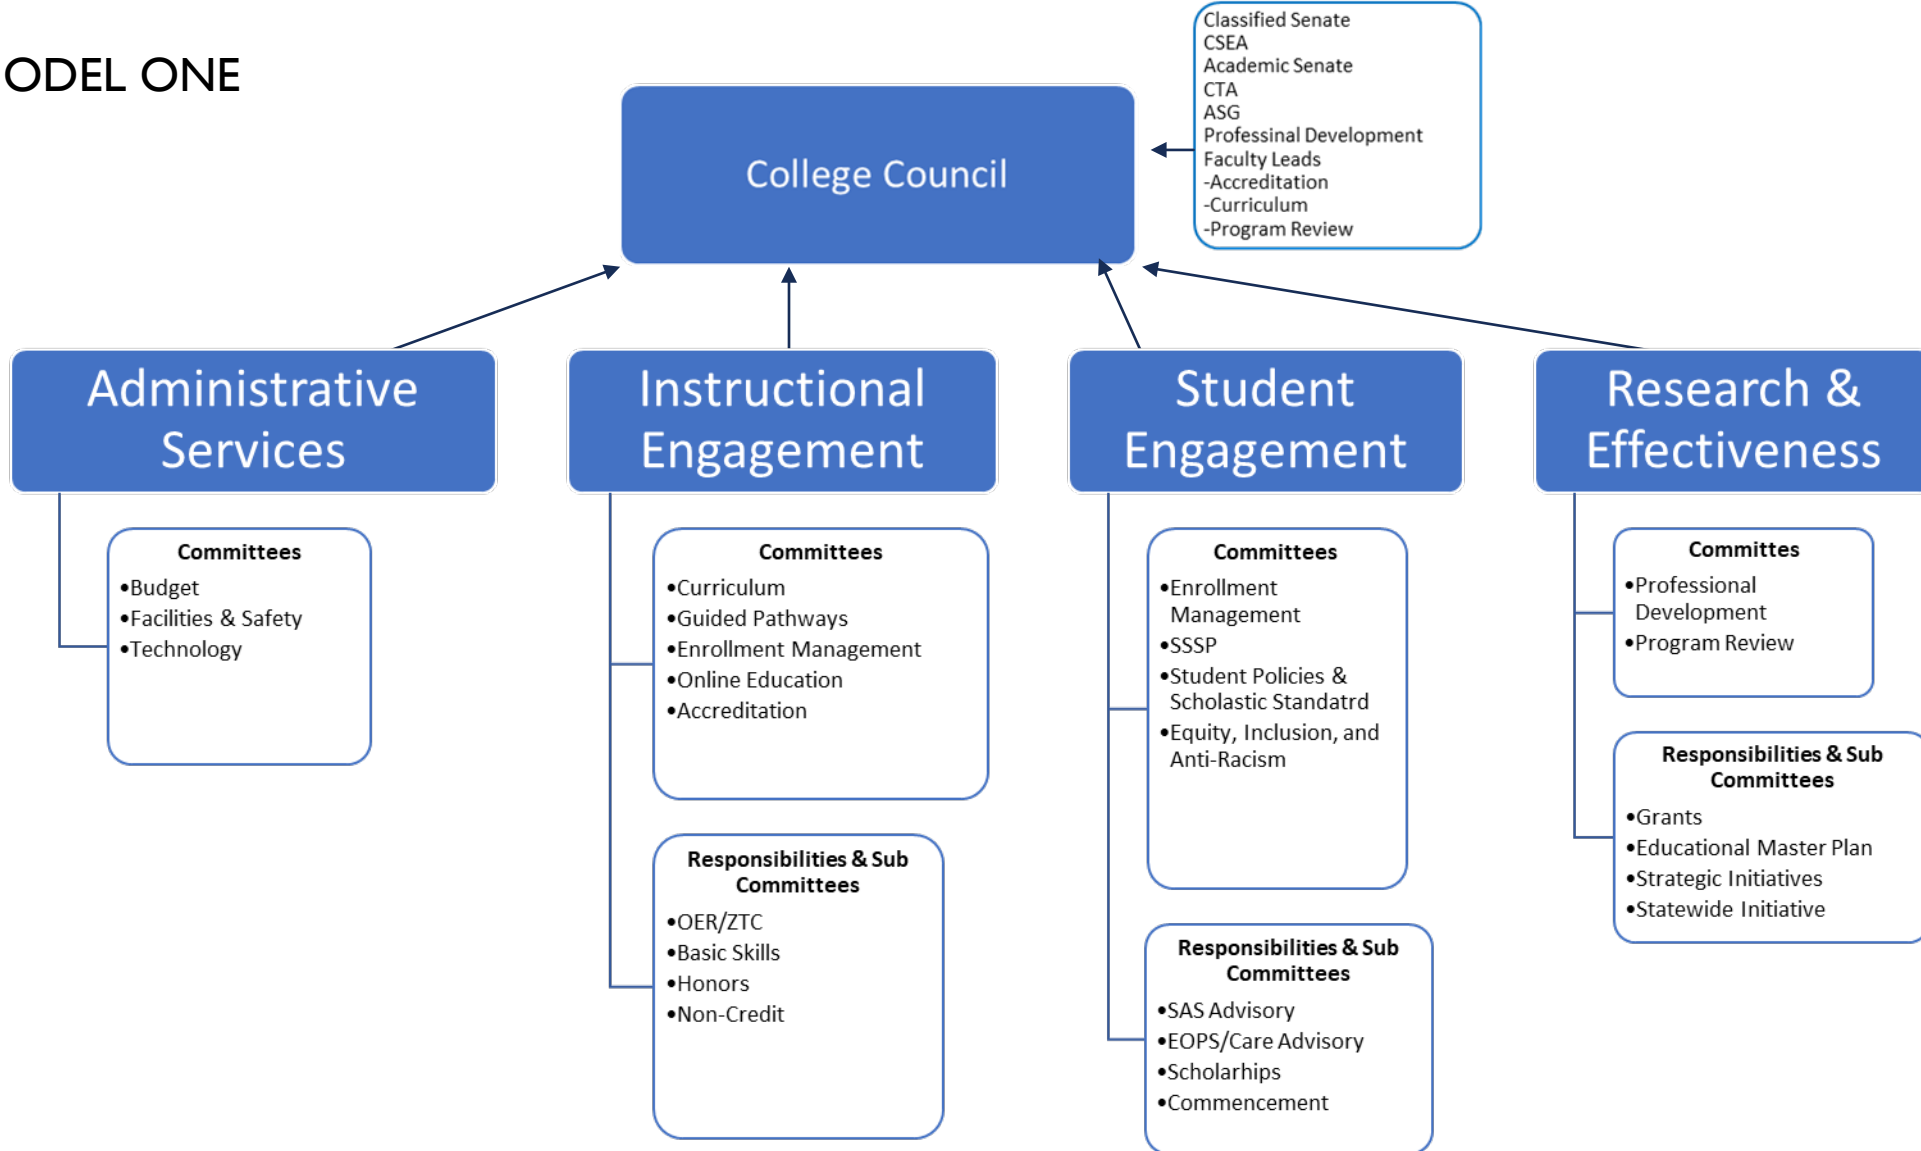 ODEL ONE
Classified Senate
CSEA
Academic Senate
CTA
ASG
Professinal Development
Faculty Leads
-Accreditation
-Curriculum
-Program Review
College Council
Administrative
Services
Committees
•Budget
•Facilities & Safety
•Technology
Instructional
Engagement
Committees
•Curriculum
•Guided Pathways
•Enrollment Management
•Online Education
•Accreditation
Responsibilities & Sub
Committees
•OER/ZTC
•Basic Skills
•Honors
•Non-Credit
Student
Engagement
Committees
•Enrollment
Management
•SSSP
•Student Policies &
Scholastic Standatrd
•Equity, Inclusion, and
Anti-Racism
Responsibilities & Sub
Committees
•SAS Advisory
•EOPS/Care Advisory
•Scholarhips
•Commencement
Research &
Effectiveness
Committes
•Professional
Development
•Program Review
Responsibilities & Sub
Committees
•Grants
•Educational Master Plan
•Strategic Initiatives
•Statewide Initiative